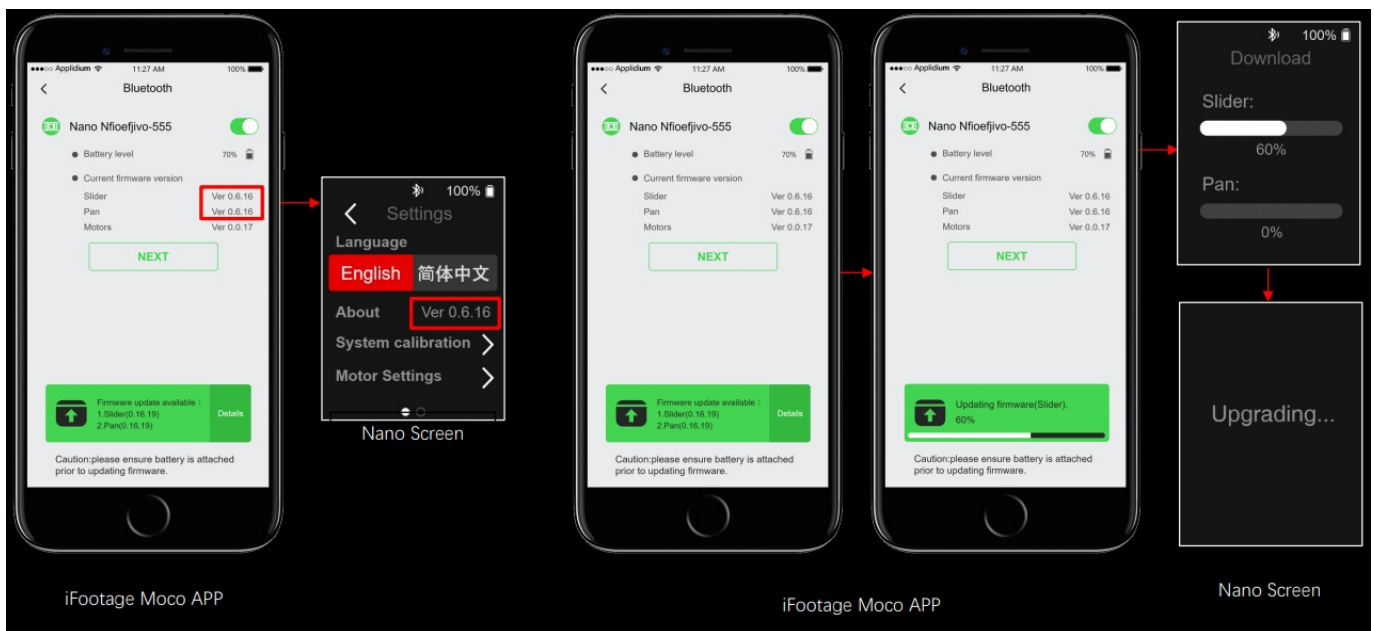 Applidium 11:27 AM 100%
Bluetooth
Nano Nfioefjivo-555
Battery level 70%
Current firmware version
Slider Ver 0.6.16
Pan Ver 0.6.16
Motors Ver 0.0.17
NEXT
Firmware update available :
1.Slider(0.16.19)
2.Pan(0.16.19)
Details
Caution:please ensure battery is attached
prior to updating firmware.
iFootage Moco APP
100%
Settings
Language
English 简体中文
About Ver 0.6.16
System calibration
Motor Settings
Nano Screen
Applidium 11:27 AM 100%
Bluetooth
Nano Nfioefjivo-555
Battery level 70%
Current firmware version
Slider Ver 0.6.16
Pan Ver 0.6.16
Motors Ver 0.0.17
NEXT
Firmware update available :
1.Slider(0.16.19)
2.Pan(0.16.19)
Details
Caution:please ensure battery is attached
prior to updating firmware.
Applidium 11:27 AM 100%
Bluetooth
Nano Nfioefjivo-555
Battery level 70%
Current firmware version
Slider Ver 0.6.16
Pan Ver 0.6.16
Motors Ver 0.0.17
NEXT
Updating firmware(Slider).
60%
Caution:please ensure battery is attached
prior to updating firmware.
iFootage Moco APP
100%
Download
Slider:
60%
Pan:
0%
Upgrading...
Nano Screen